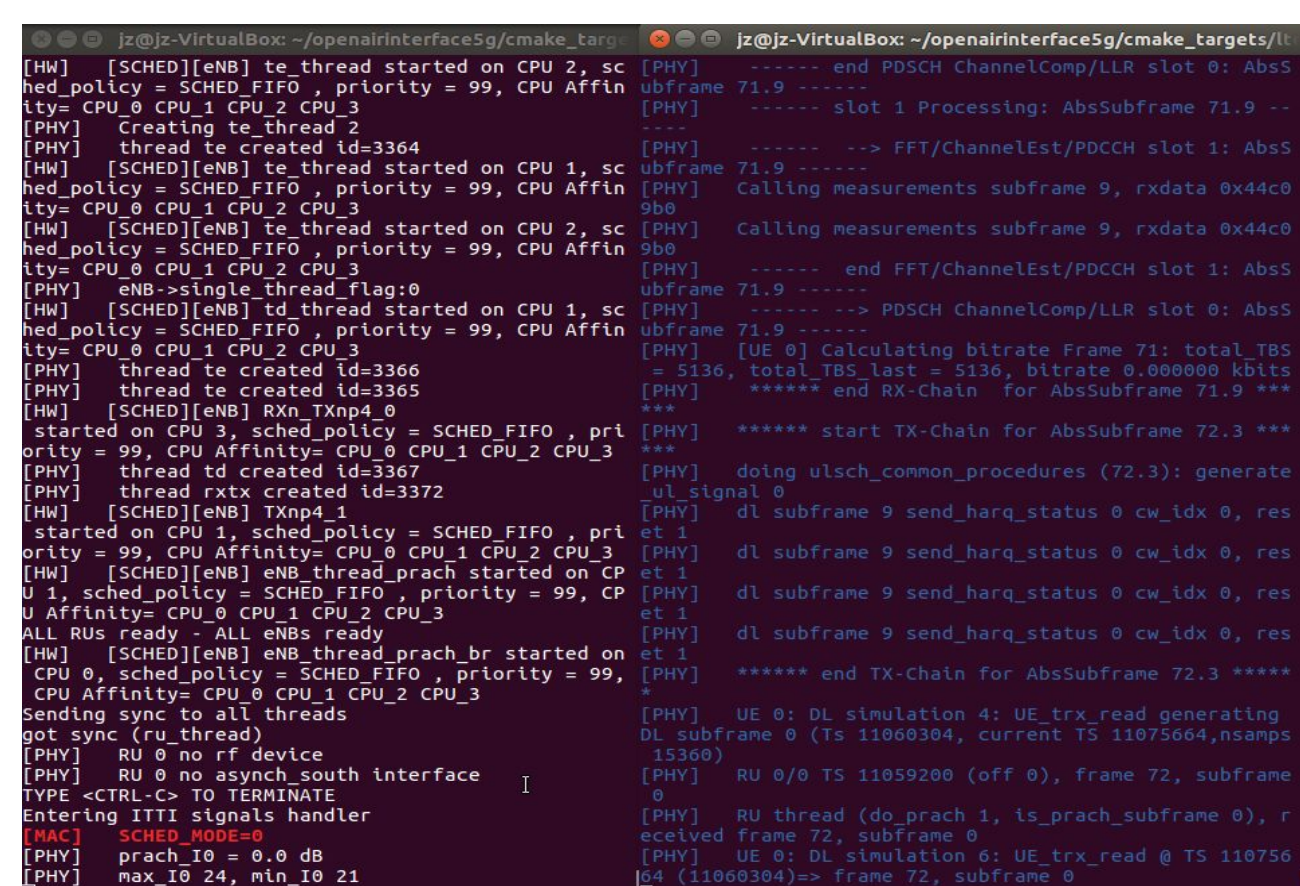 jz@jz-VirtualBox: ~/openairinterface5g/cmake_targe
[HW]    [SCHED][eNB] te_thread started on CPU 2, sc
hed_policy = SCHED_FIFO , priority = 99, CPU Affin
ity= CPU_0 CPU_1 CPU_2 CPU_3
[PHY]   Creating te_thread 2
[PHY]   thread te created id=3364
[HW]    [SCHED][eNB] te_thread started on CPU 1, sc
hed_policy = SCHED_FIFO , priority = 99, CPU Affin
ity= CPU_0 CPU_1 CPU_2 CPU_3
[HW]    [SCHED][eNB] te_thread started on CPU 2, sc
hed_policy = SCHED_FIFO , priority = 99, CPU Affin
ity= CPU_0 CPU_1 CPU_2 CPU_3
[PHY]   eNB->single_thread_flag:0
[HW]    [SCHED][eNB] td_thread started on CPU 1, sc
hed_policy = SCHED_FIFO , priority = 99, CPU Affin
ity= CPU_0 CPU_1 CPU_2 CPU_3
[PHY]   thread te created id=3366
[PHY]   thread te created id=3365
[HW]    [SCHED][eNB] RXn_TXnp4_0
 started on CPU 3, sched_policy = SCHED_FIFO , pri
ority = 99, CPU Affinity= CPU_0 CPU_1 CPU_2 CPU_3
[PHY]   thread td created id=3367
[PHY]   thread rxtx created id=3372
[HW]    [SCHED][eNB] TXnp4_1
 started on CPU 1, sched_policy = SCHED_FIFO , pri
ority = 99, CPU Affinity= CPU_0 CPU_1 CPU_2 CPU_3
[HW]    [SCHED][eNB] eNB_thread_prach started on CP
U 1, sched_policy = SCHED_FIFO , priority = 99, CP
U Affinity= CPU_0 CPU_1 CPU_2 CPU_3
ALL RUs ready - ALL eNBs ready
[HW]    [SCHED][eNB] eNB_thread_prach_br started on
 CPU 0, sched_policy = SCHED_FIFO , priority = 99,
 CPU Affinity= CPU_0 CPU_1 CPU_2 CPU_3
Sending sync to all threads
got sync (ru_thread)
[PHY]   RU 0 no rf device
[PHY]   RU 0 no asynch_south interface
TYPE <CTRL-C> TO TERMINATE
Entering ITTI signals handler
[MAC]   SCHED_MODE=0
[PHY]   prach_I0 = 0.0 dB
[PHY]   max_I0 24, min_I0 21
jz@jz-VirtualBox: ~/openairinterface5g/cmake_targets/lt
[PHY]   ------ end PDSCH ChannelComp/LLR slot 0: AbsS
ubframe 71.9 ------
[PHY]   ------ slot 1 Processing: AbsSubframe 71.9 --
----
[PHY]   ------ --> FFT/ChannelEst/PDCCH slot 1: AbsS
ubframe 71.9 ------
[PHY]   Calling measurements subframe 9, rxdata 0x44c0
9b0
[PHY]   Calling measurements subframe 9, rxdata 0x44c0
9b0
[PHY]   ------  end FFT/ChannelEst/PDCCH slot 1: AbsS
ubframe 71.9 ------
[PHY]   ------ --> PDSCH ChannelComp/LLR slot 0: AbsS
ubframe 71.9 ------
[PHY]   [UE 0] Calculating bitrate Frame 71: total_TBS
 = 5136, total_TBS_last = 5136, bitrate 0.000000 kbits
[PHY]   ****** end RX-Chain  for AbsSubframe 71.9 ***
***
[PHY]   ****** start TX-Chain for AbsSubframe 72.3 ***
***
[PHY]   doing ulsch_common_procedures (72.3): generate
_ul_signal 0
[PHY]   dl subframe 9 send_harq_status 0 cw_idx 0, res
et 1
[PHY]   dl subframe 9 send_harq_status 0 cw_idx 0, res
et 1
[PHY]   dl subframe 9 send_harq_status 0 cw_idx 0, res
et 1
[PHY]   dl subframe 9 send_harq_status 0 cw_idx 0, res
et 1
[PHY]   ****** end TX-Chain for AbsSubframe 72.3 *****
*
[PHY]   UE 0: DL simulation 4: UE_trx_read generating
DL subframe 0 (Ts 11060304, current TS 11075664,nsamps
 15360)
[PHY]   RU 0/0 TS 11059200 (off 0), frame 72, subframe
 0
[PHY]   RU thread (do_prach 1, is_prach_subframe 0), r
eceived frame 72, subframe 0
[PHY]   UE 0: DL simulation 6: UE_trx_read @ TS 110756
64 (11060304)=> frame 72, subframe 0